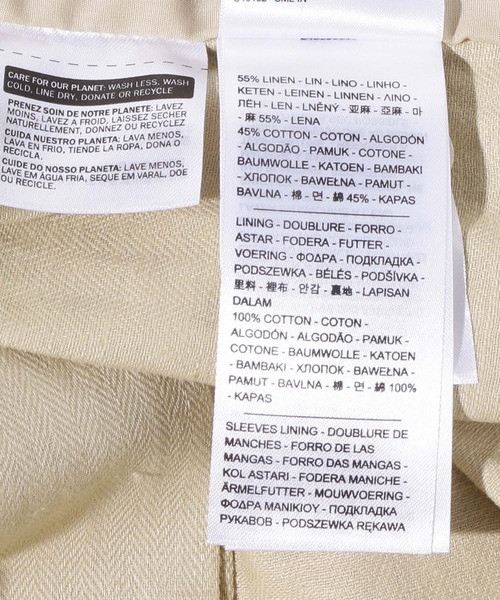 CARE FOR OUR PLANET: WASH LESS, WASH
COLD, LINE DRY, DONATE OR RECYCLE
PRENEZ SOIN DE NOTRE PLANETE: LAVEZ
MOINS, LAVEZ A FROID. LAISSEZ SECHER
NATURELLEMENT, DONNEZ OU RECYCLEZ
CUIDA NUESTRO PLANETA: LAVA MENOS,
LAVA EN FRIO, TIENDE LA ROPA, DONA O
RECICLA.
CUIDE DO NOSSO PLANETA: LAVE MENOS,
LAVE EM ÁGUA FRIA, SEQUE EM VARAL, DOE
OU RECICLE.
55% LINEN - LIN - LINO - LINHO -
KETEN - LEINEN - LINNEN - ΛΙΝΟ -
ЛЁН - LEN - LNĚNÝ - 亚麻 - 亞麻 - 마
- 麻 55% - LENA
45% COTTON - COTON - ALGODÓN
- ALGODÃO - PAMUK - COTONE -
BAUMWOLLE - KATOEN - BAMBAKI
- ХЛОПОК - BAWEŁNA - PAMUT -
BAVLNA - 棉 - 면 - 綿 45% - KAPAS
LINING - DOUBLURE - FORRO -
ASTAR - FODERA - FUTTER -
VOERING - ΦΟΔΡΑ - ПОДКЛАДКА -
PODSZEWKA - BÉLÉS - PODŠÍVKA -
里料 - 裡布 - 안감 - 裏地 - LAPISAN
DALAM
100% COTTON - COTON -
ALGODÓN - ALGODÃO - PAMUK -
COTONE - BAUMWOLLE - KATOEN
- BAMBAKI - ХЛОПОК - BAWEŁNA -
PAMUT - BAVLNA - 棉 - 면 - 綿 100%
- KAPAS
SLEEVES LINING - DOUBLURE DE
MANCHES - FORRO DE LAS
MANGAS - FORRO DAS MANGAS -
KOL ASTARI - FODERA MANICHE -
ÄRMELFUTTER - MOUWVOERING -
ΦΟΔΡΑ ΜΑΝΙΚΙΟΥ - ПОДКЛАДКА
РУКАВОВ - PODSZEWKA RĘKAWA